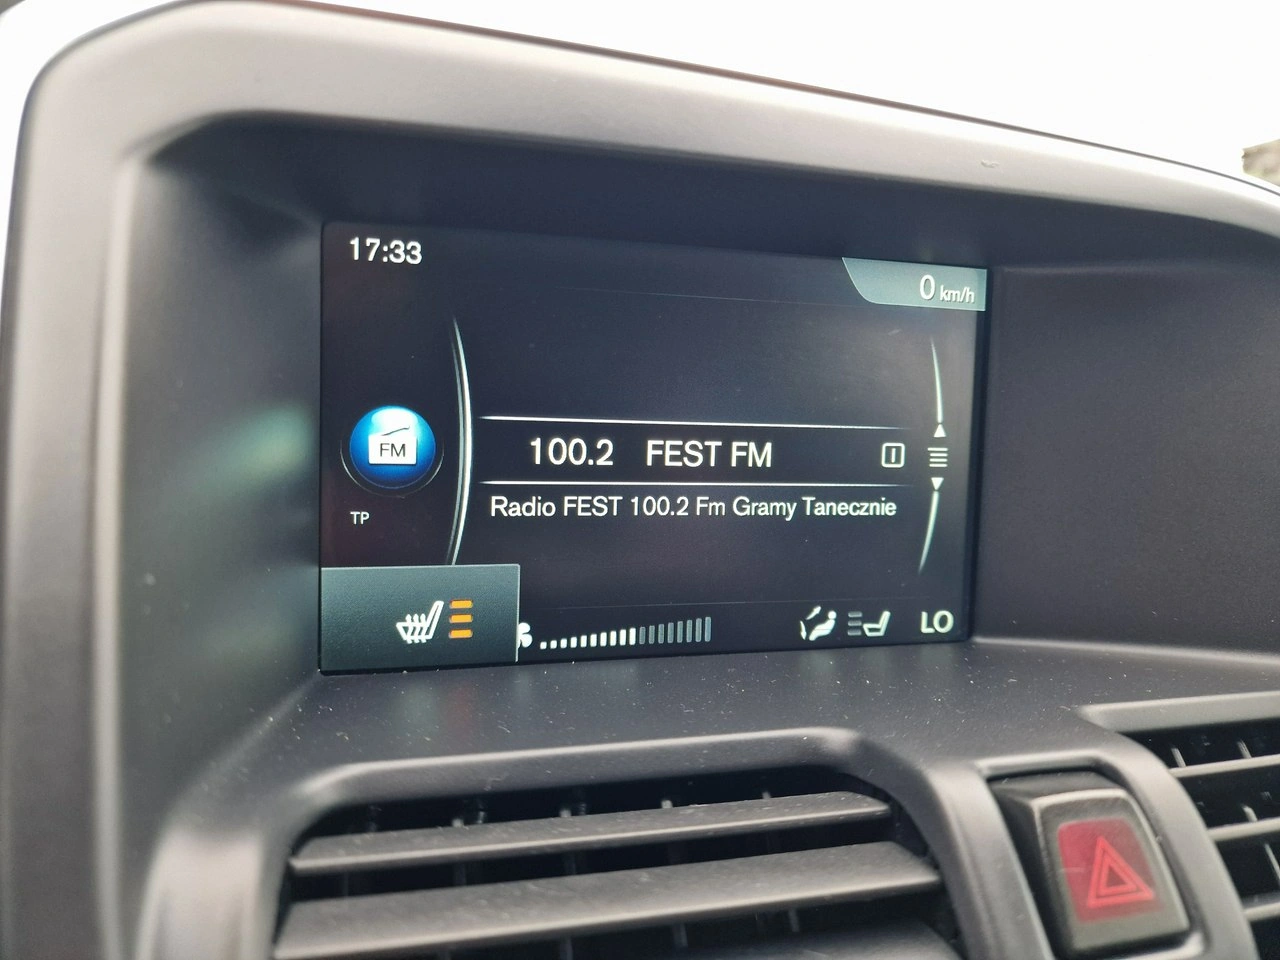 17:33
0 km/h
FM
100.2 FEST FM
TP
Radio FEST 100.2 Fm Gramy Tanecznie
LO